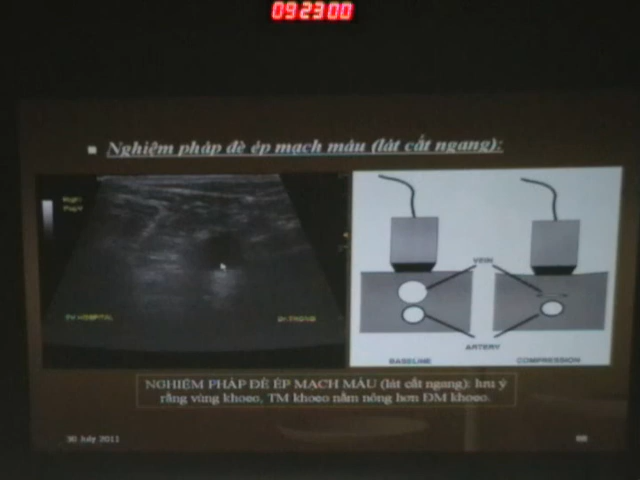 09:23:00
Nghiệm pháp đè ép mạch máu (lát cắt ngang):
FV HOSPITAL
VEIN
ARTERY
BASELINE
COMPRESSION
NGHIỆM PHÁP ĐÈ ÉP MẠCH MÁU (lát cắt ngang): lưu ý
rằng vùng khoeo, TM khoeo nằm nông hơn ĐM khoeo.
30 July 2011